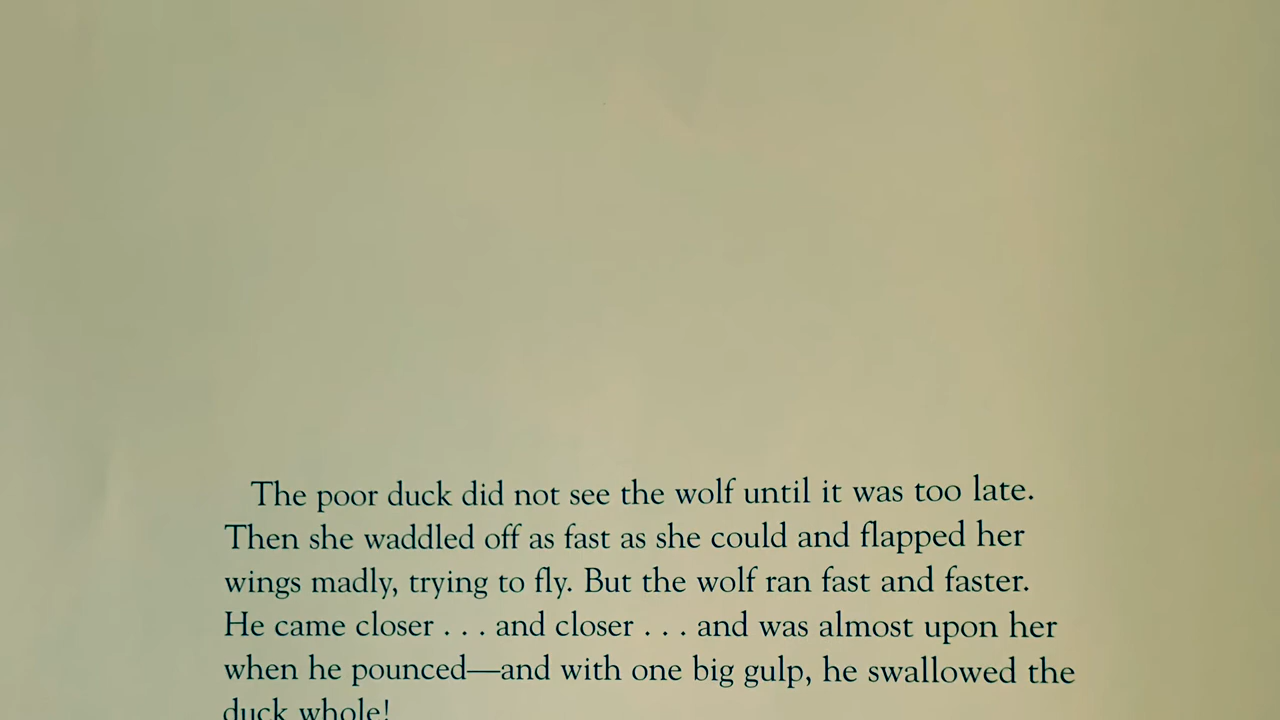 The poor duck did not see the wolf until it was too late.
Then she waddled off as fast as she could and flapped her
wings madly, trying to fly. But the wolf ran fast and faster.
He came closer . . . and closer . . . and was almost upon her
when he pounced—and with one big gulp, he swallowed the
duck whole!